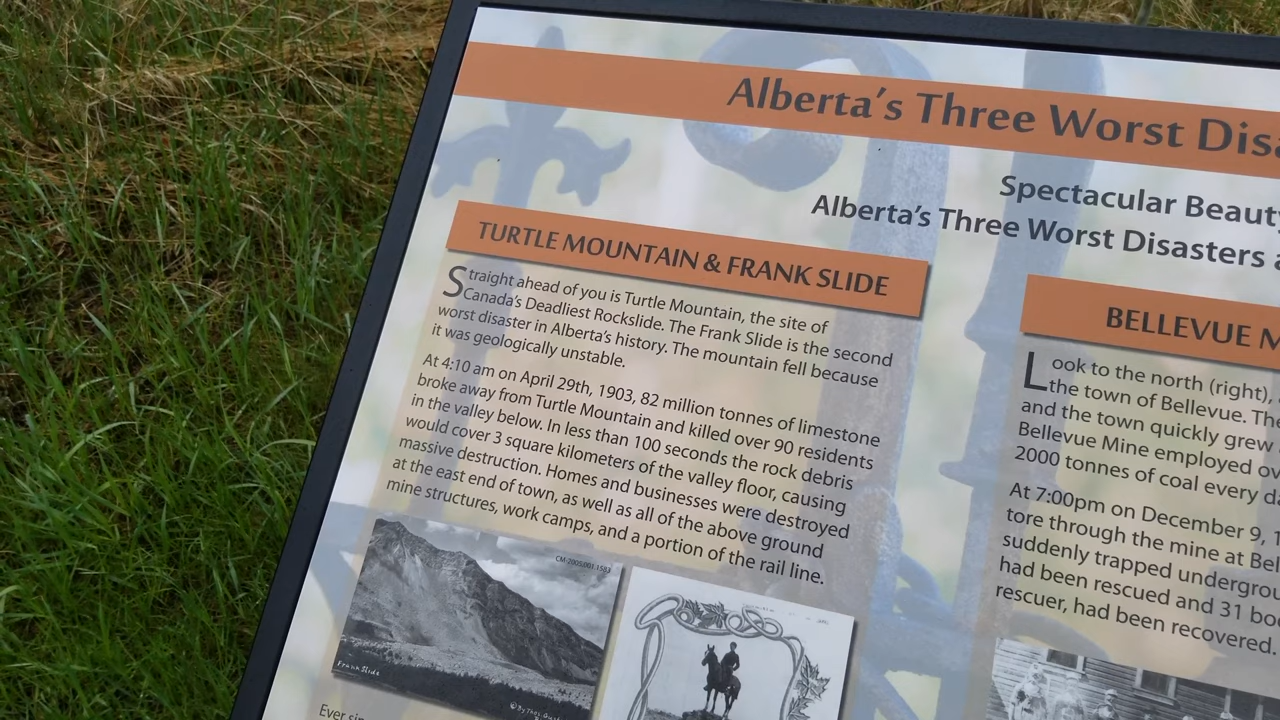 Alberta's Three Worst
Spectacular
Alberta's Three Worst Disasters
TURTLE MOUNTAIN & FRANK SLIDE
Straight ahead of you is Turtle Mountain, the site of
Canada's Deadliest Rockslide. The Frank Slide is the second
worst disaster in Alberta's history. The mountain fell because
it was geologically unstable.
At 4:10 am on April 29th, 1903, 82 million tonnes of limestone
broke away from Turtle Mountain and killed over 90 residents
in the valley below. In less than 100 seconds the rock debris
would cover 3 square kilometers of the valley floor, causing
massive destruction. Homes and businesses were destroyed
at the east end of town, as well as all of the above ground
mine structures, work camps, and a portion of the rail line.
Frank Slide
Ever
BELLEVUE
Look to the north (right),
the town of Bellevue.
and the town quickly grew
Bellevue Mine employed
2000 tonnes of coal every
At 7:00pm on December 9,
tore through the mine at
suddenly trapped
had been rescued and 31
rescuer, had been recovered.